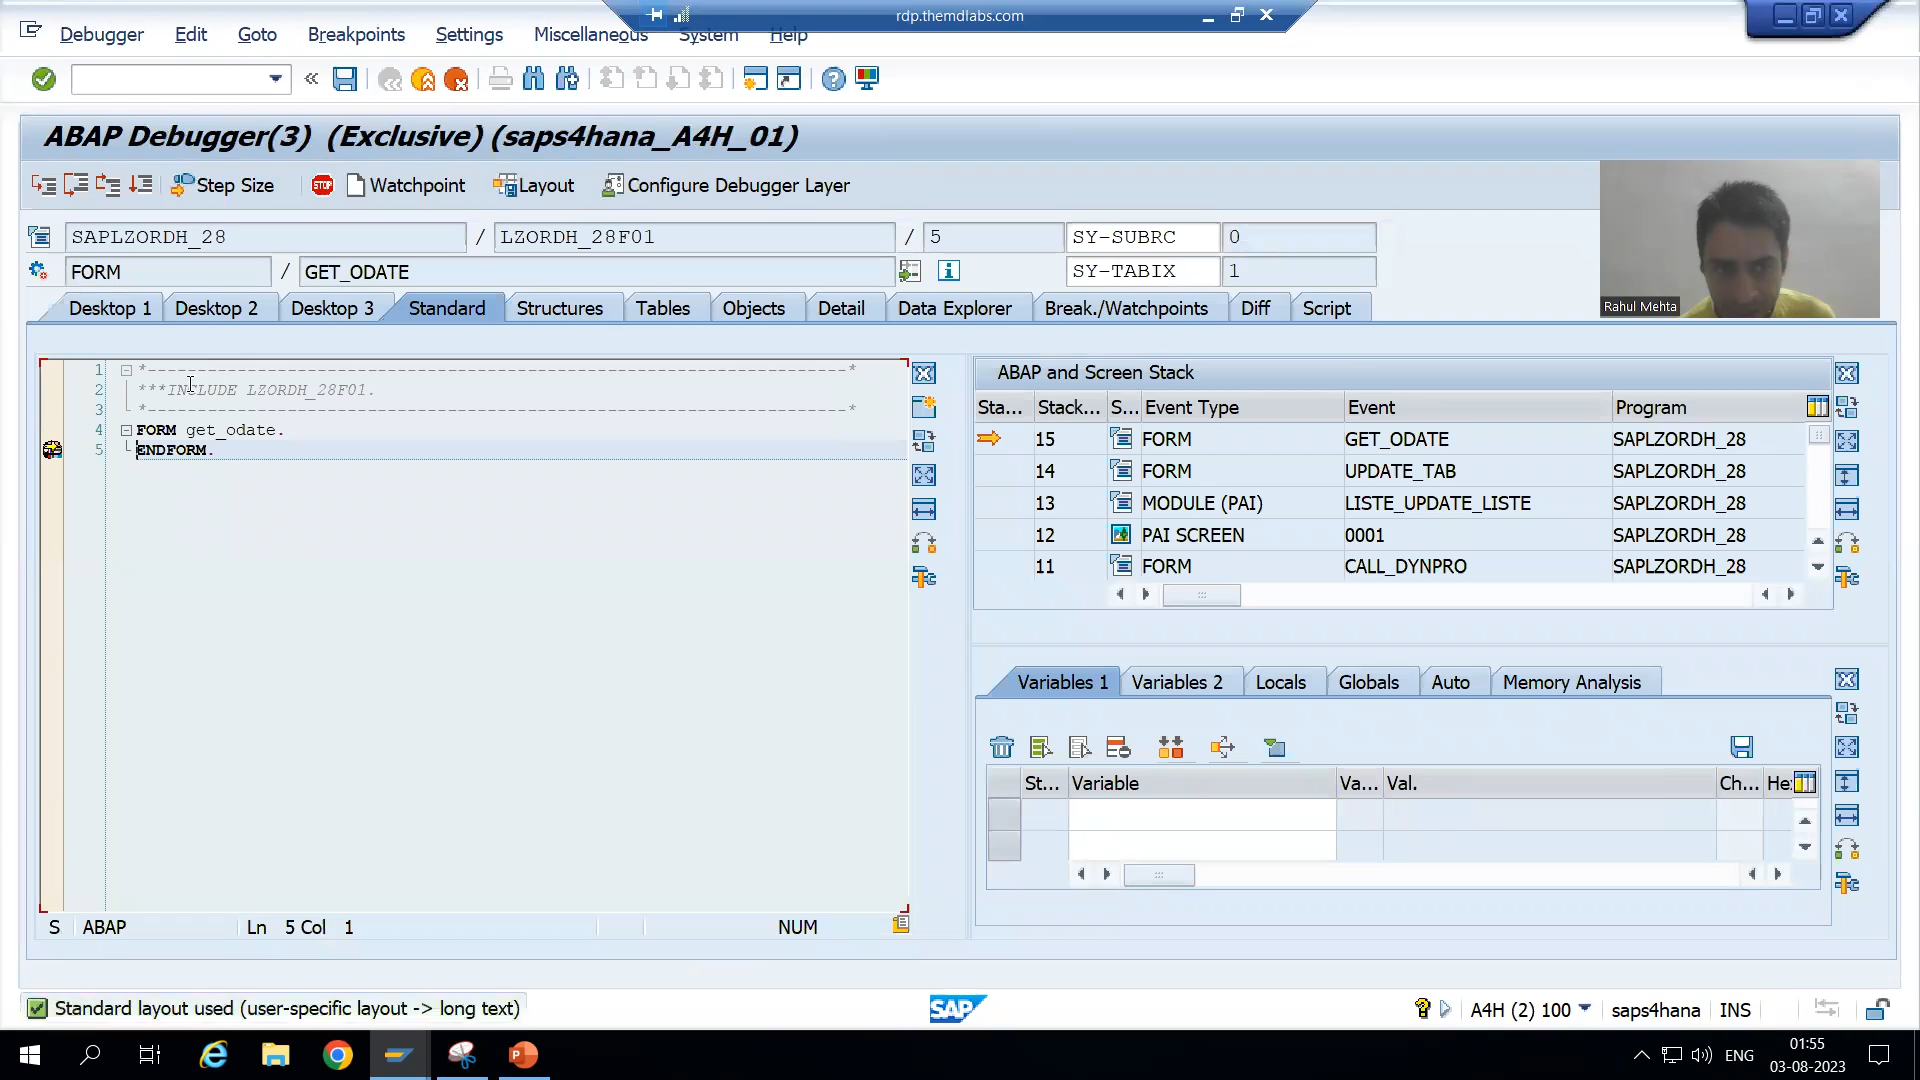 rdp.themdlabs.com
Debugger Edit Goto Breakpoints Settings Miscellaneous System Help
ABAP Debugger(3) (Exclusive) (saps4hana_A4H_01)
Step Size STOP Watchpoint Layout Configure Debugger Layer
SAPLZORDH_28 / LZORDH_28F01 / 5 SY-SUBRC 0
FORM / GET_ODATE SY-TABIX 1
Rahul Mehta
Desktop 1 Desktop 2 Desktop 3 Standard Structures Tables Objects Detail Data Explorer Break./Watchpoints Diff Script
1 *----------------------------------------------------------------------*
2 ***INCLUDE LZORDH_28F01.
3 *----------------------------------------------------------------------*
4 FORM get_odate.
5 ENDFORM.
S ABAP Ln 5 Col 1 NUM
ABAP and Screen Stack
Sta... Stack... S... Event Type Event Program
15 FORM GET_ODATE SAPLZORDH_28
14 FORM UPDATE_TAB SAPLZORDH_28
13 MODULE (PAI) LISTE_UPDATE_LISTE SAPLZORDH_28
12 PAI SCREEN 0001 SAPLZORDH_28
11 FORM CALL_DYNPRO SAPLZORDH_28
Variables 1 Variables 2 Locals Globals Auto Memory Analysis
St... Variable Va... Val. Ch... He
Standard layout used (user-specific layout -> long text)
SAP
A4H (2) 100 saps4hana INS
ENG
01:55
03-08-2023